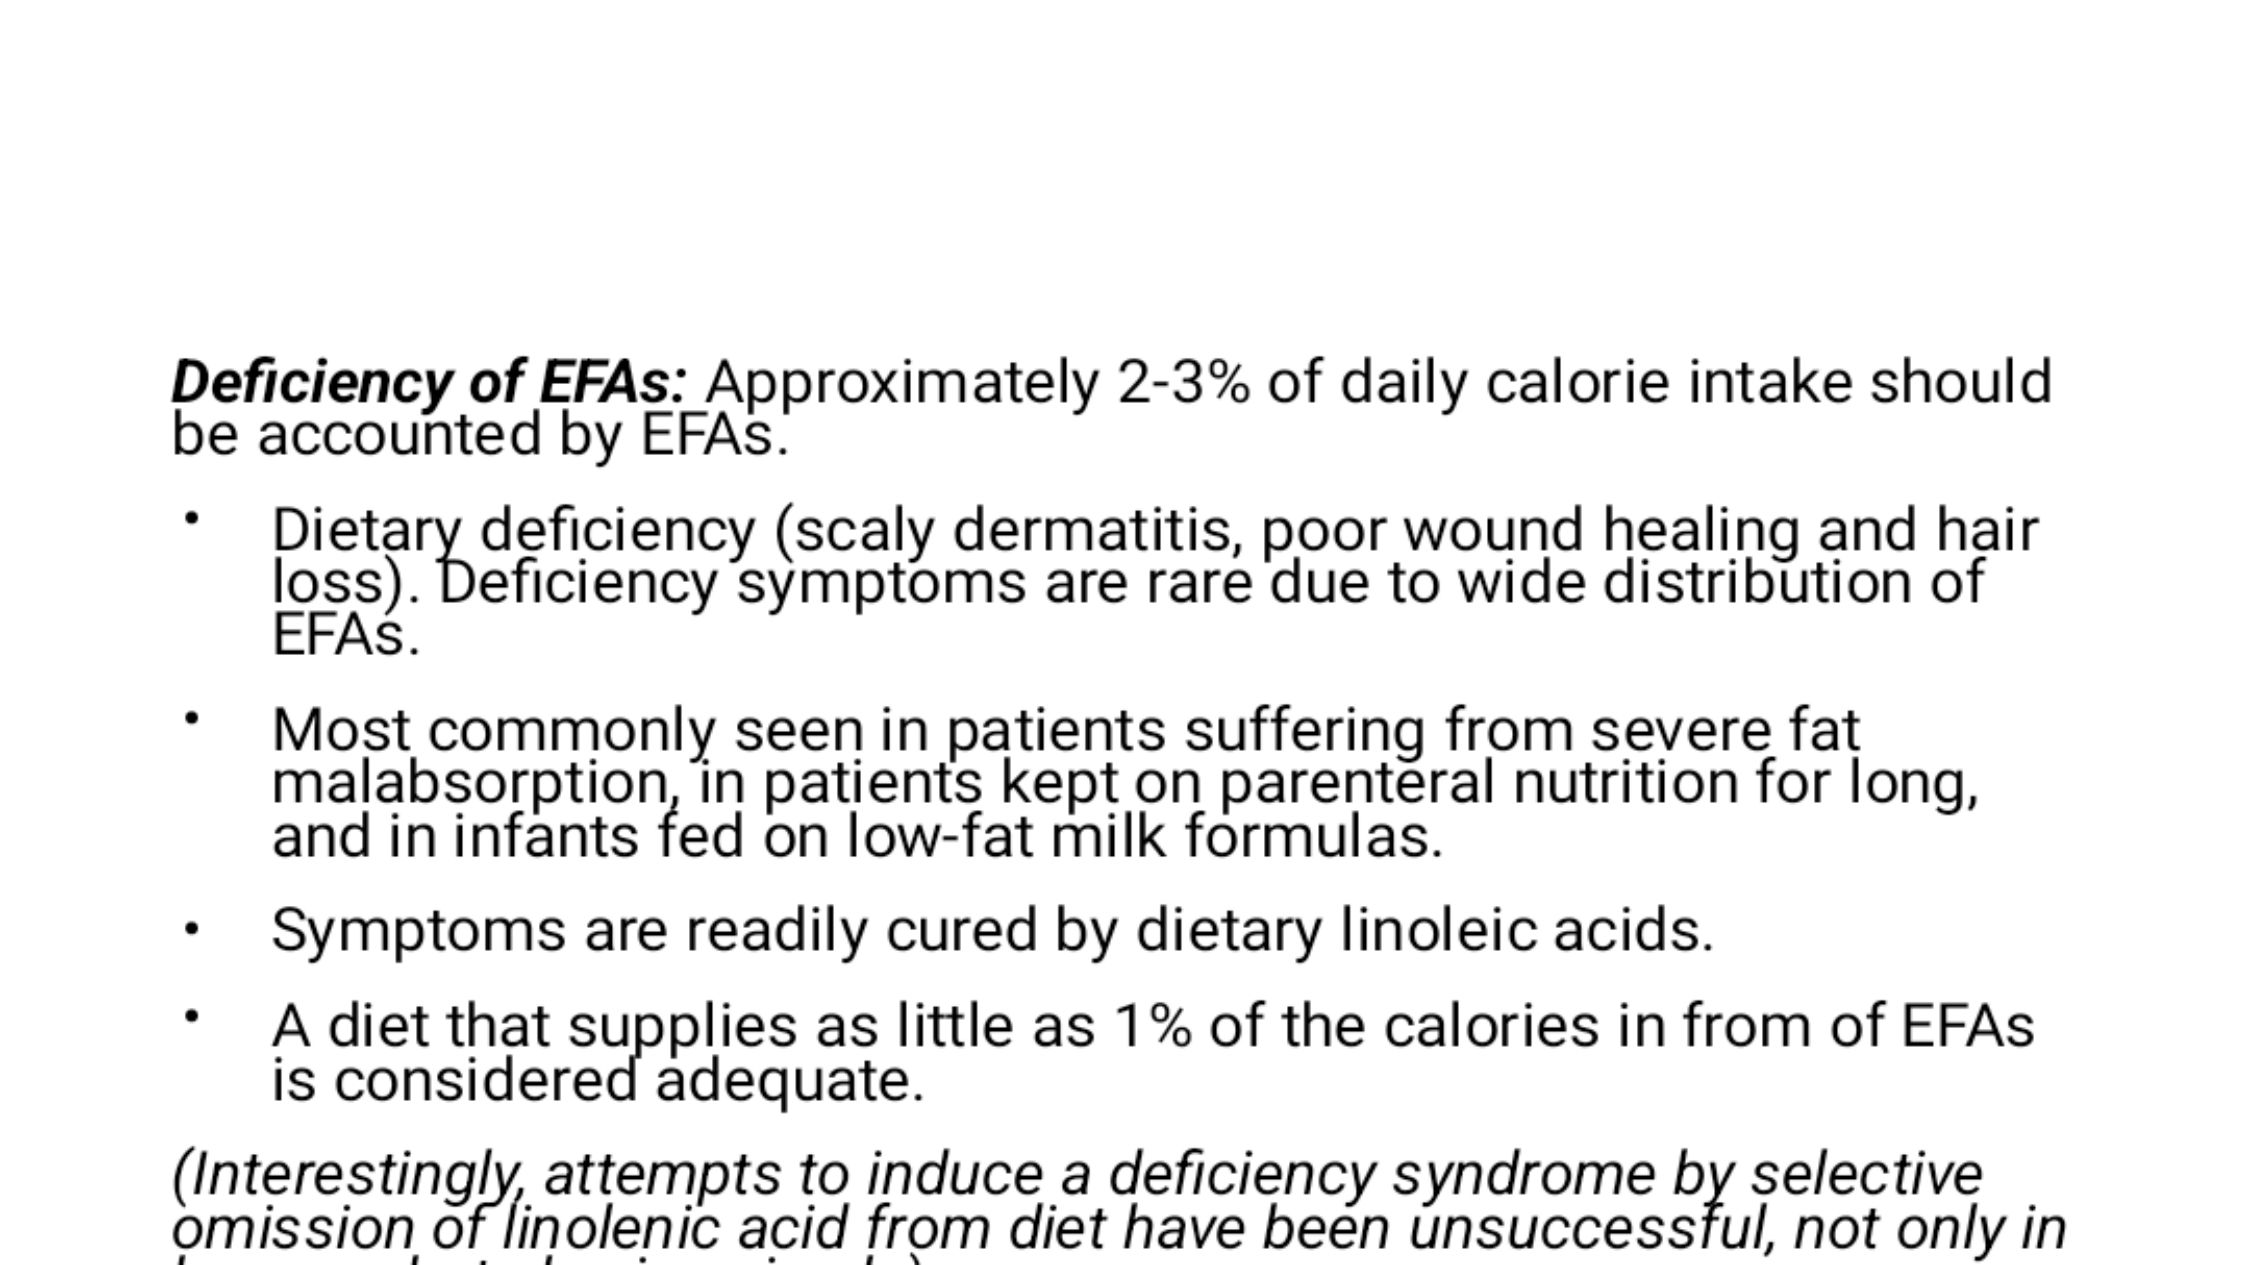 Deficiency of EFAs: Approximately 2-3% of daily calorie intake should
be accounted by EFAs.
• Dietary deficiency (scaly dermatitis, poor wound healing and hair
loss). Deficiency symptoms are rare due to wide distribution of
EFAs.
• Most commonly seen in patients suffering from severe fat
malabsorption, in patients kept on parenteral nutrition for long,
and in infants fed on low-fat milk formulas.
• Symptoms are readily cured by dietary linoleic acids.
• A diet that supplies as little as 1% of the calories in from of EFAs
is considered adequate.
(Interestingly, attempts to induce a deficiency syndrome by selective
omission of linolenic acid from diet have been unsuccessful, not only in